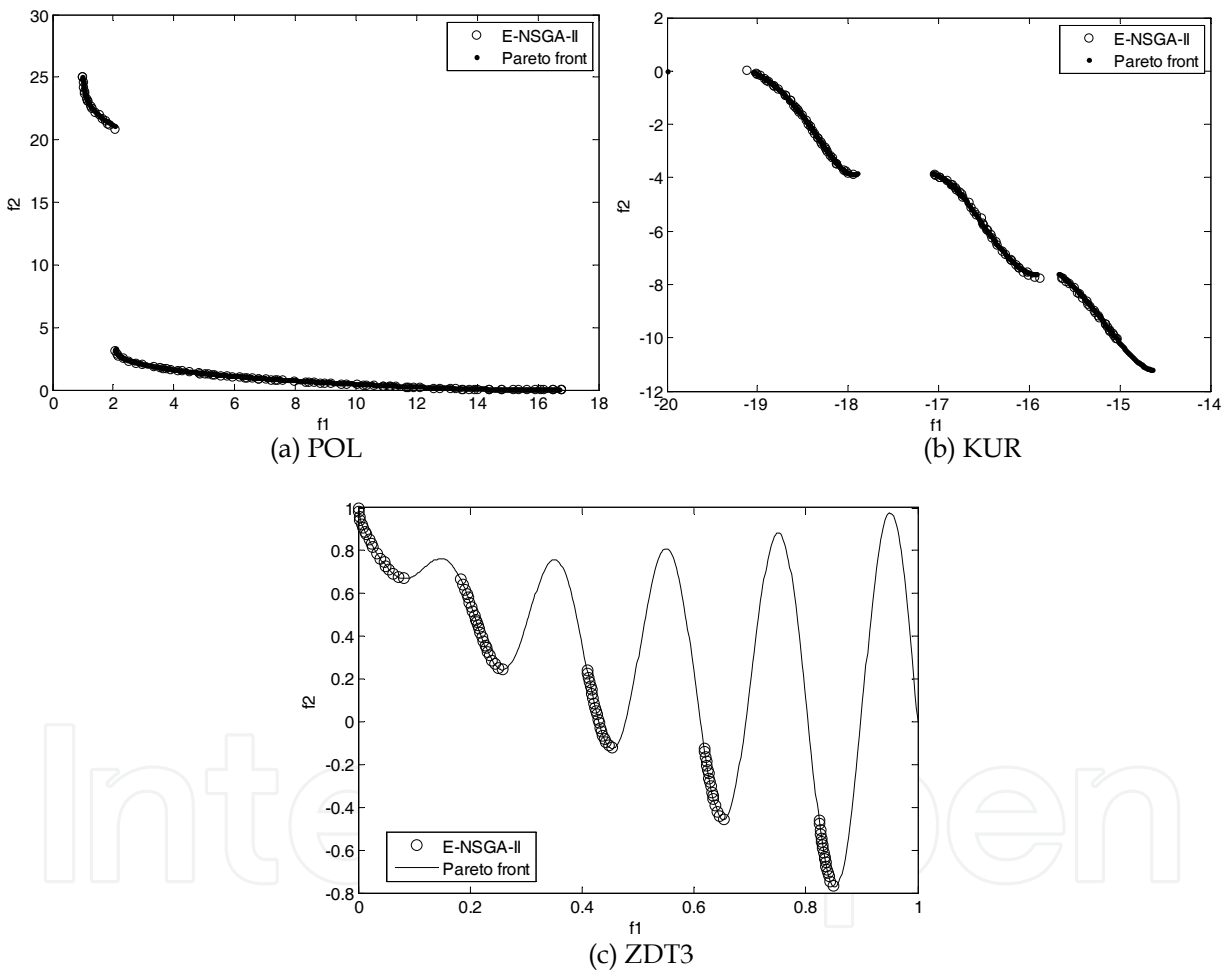 30
25
20
15
10
5
0
f2
E-NSGA-II
Pareto front
0 2 4 6 8 10 12 14 16 18
f1
(a) POL
2
0
-2
-4
-6
-8
-10
-12
f2
E-NSGA-II
Pareto front
-20 -19 -18 -17 -16 -15 -14
f1
(b) KUR
1
0.8
0.6
0.4
0.2
0
-0.2
-0.4
-0.6
-0.8
f2
E-NSGA-II
Pareto front
0 0.2 0.4 0.6 0.8 1
f1
(c) ZDT3